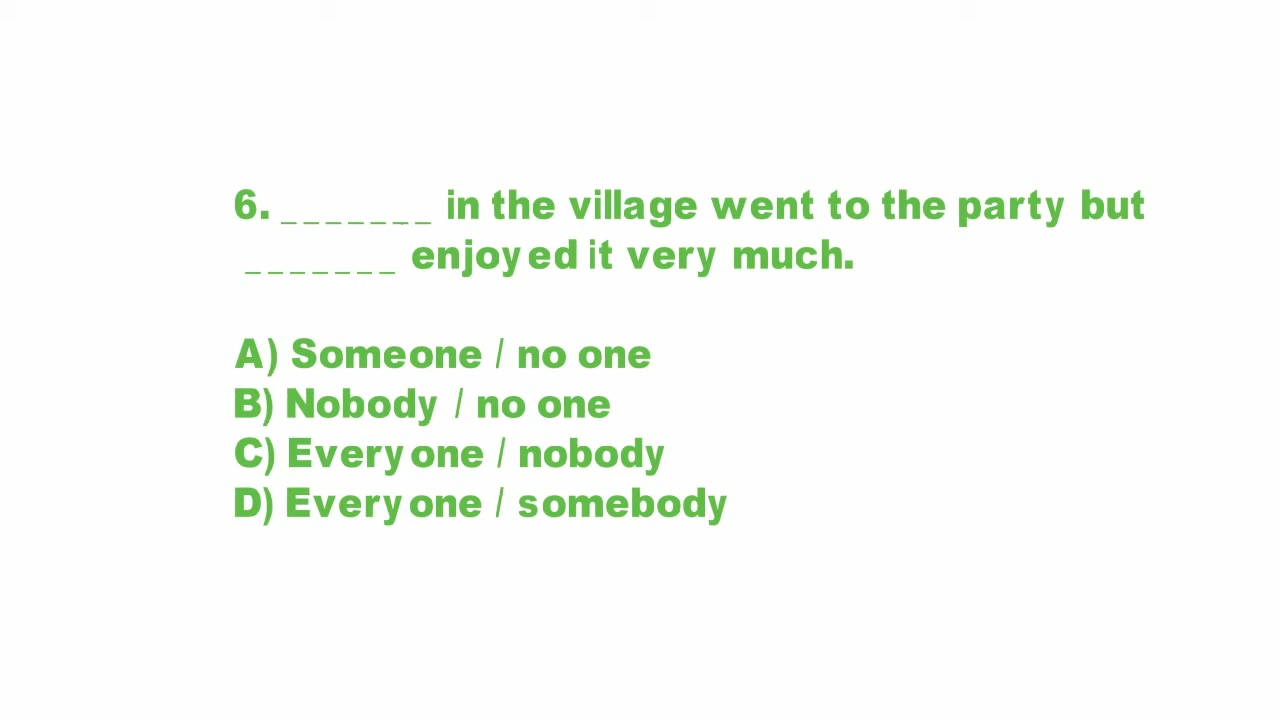 6. _______ in the village went to the party but
_______ enjoyed it very much.
A) Someone / no one
B) Nobody / no one
C) Everyone / nobody
D) Everyone / somebody